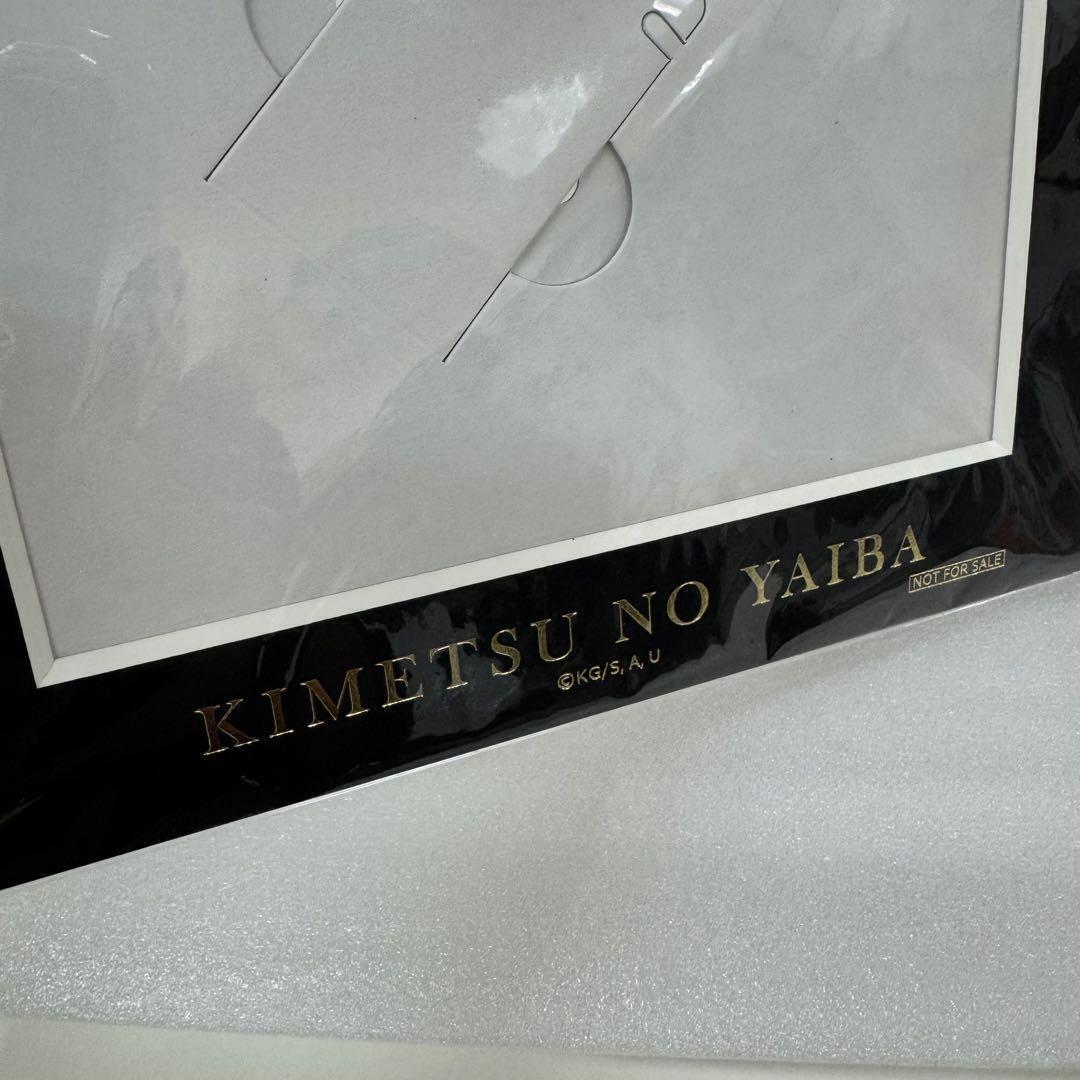 KIMETSU NO YAIBA
NOT FOR SALE
©KG/S, A, U